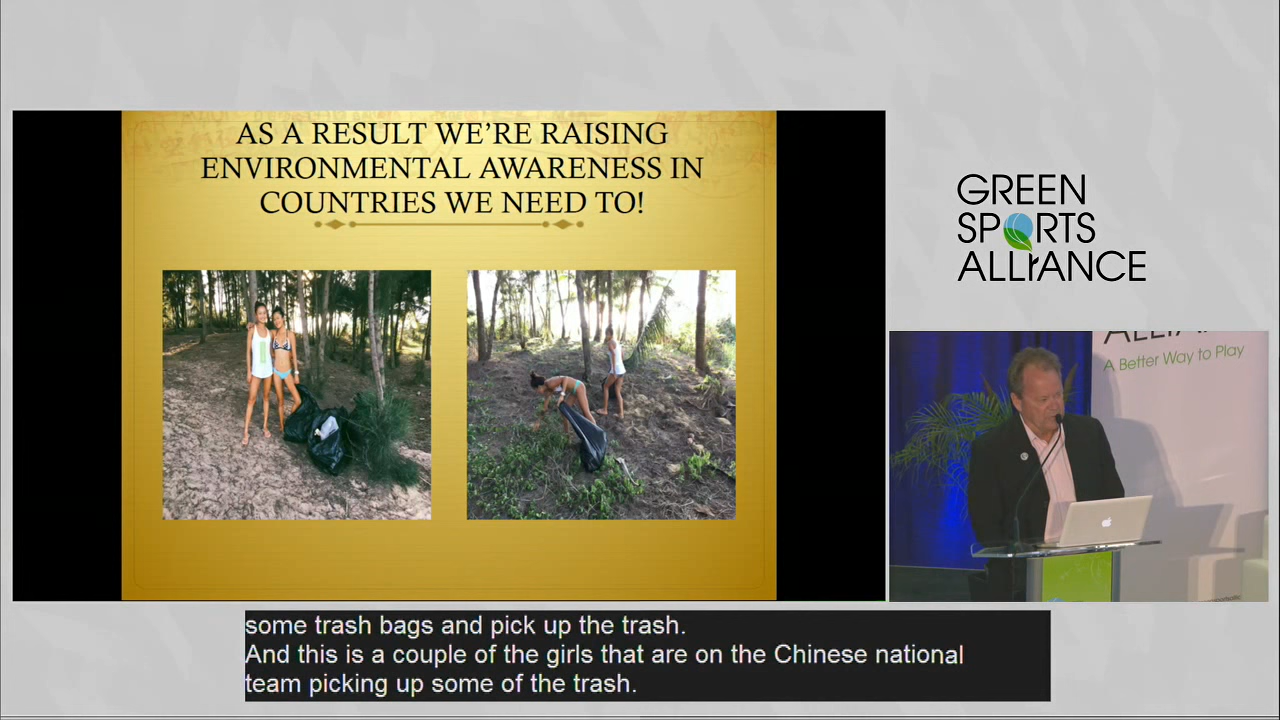 AS A RESULT WE'RE RAISING
ENVIRONMENTAL AWARENESS IN
COUNTRIES WE NEED TO!
GREEN
SPORTS
ALLIANCE
A Better Way to Play
some trash bags and pick up the trash.
And this is a couple of the girls that are on the Chinese national
team picking up some of the trash.